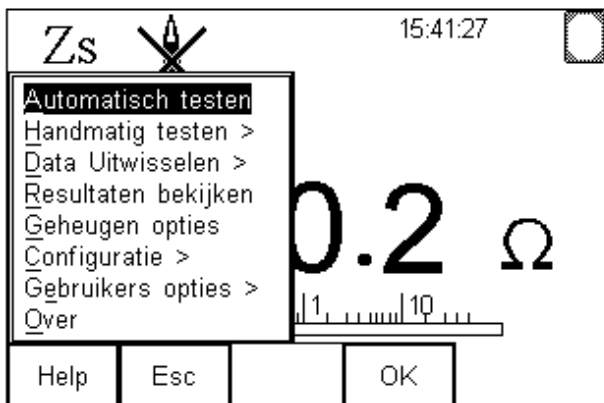 Zs
15:41:27
Automatisch testen
Handmatig testen >
Data Uitwisselen >
Resultaten bekijken
Geheugen opties
Configuratie >
Gebruikers opties >
Over
0.2 Ω
1 10
Help Esc OK